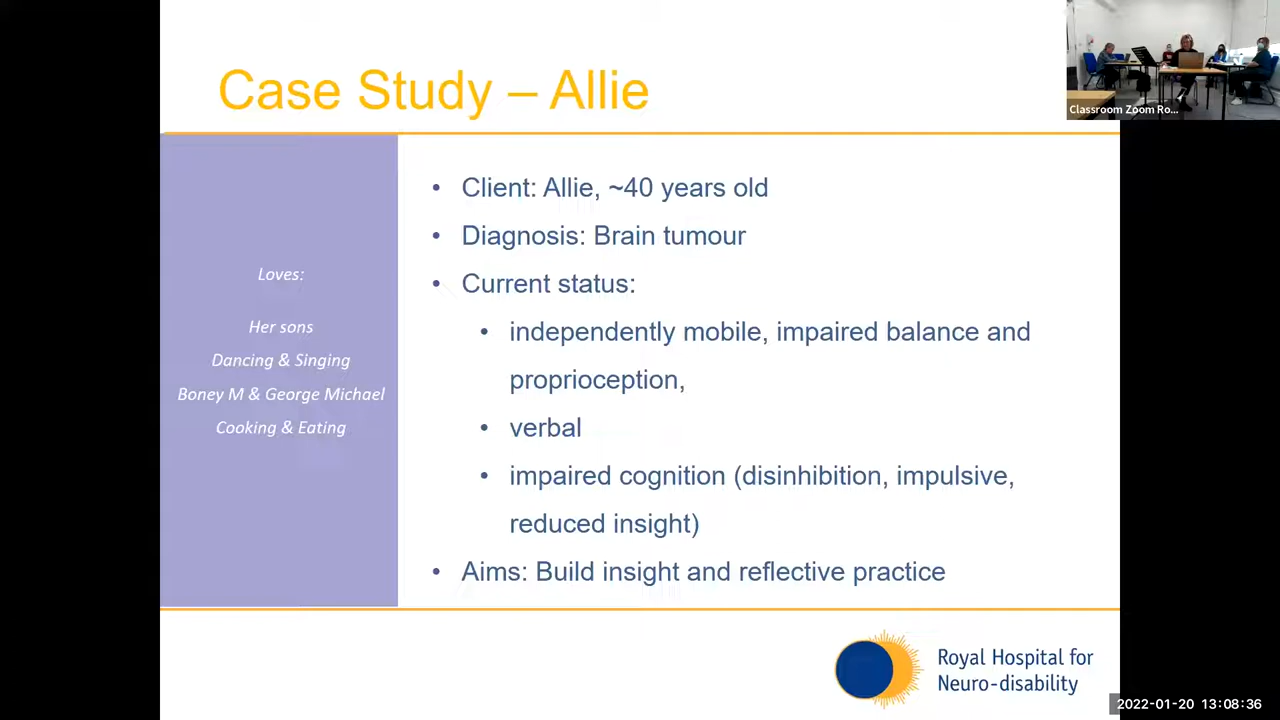 Case Study – Allie
Classroom Zoom Ro...
Loves:
Her sons
Dancing & Singing
Boney M & George Michael
Cooking & Eating
• Client: Allie, ~40 years old
• Diagnosis: Brain tumour
• Current status:
• independently mobile, impaired balance and
proprioception,
• verbal
• impaired cognition (disinhibition, impulsive,
reduced insight)
• Aims: Build insight and reflective practice
Royal Hospital for
Neuro-disability
2022-01-20 13:08:36